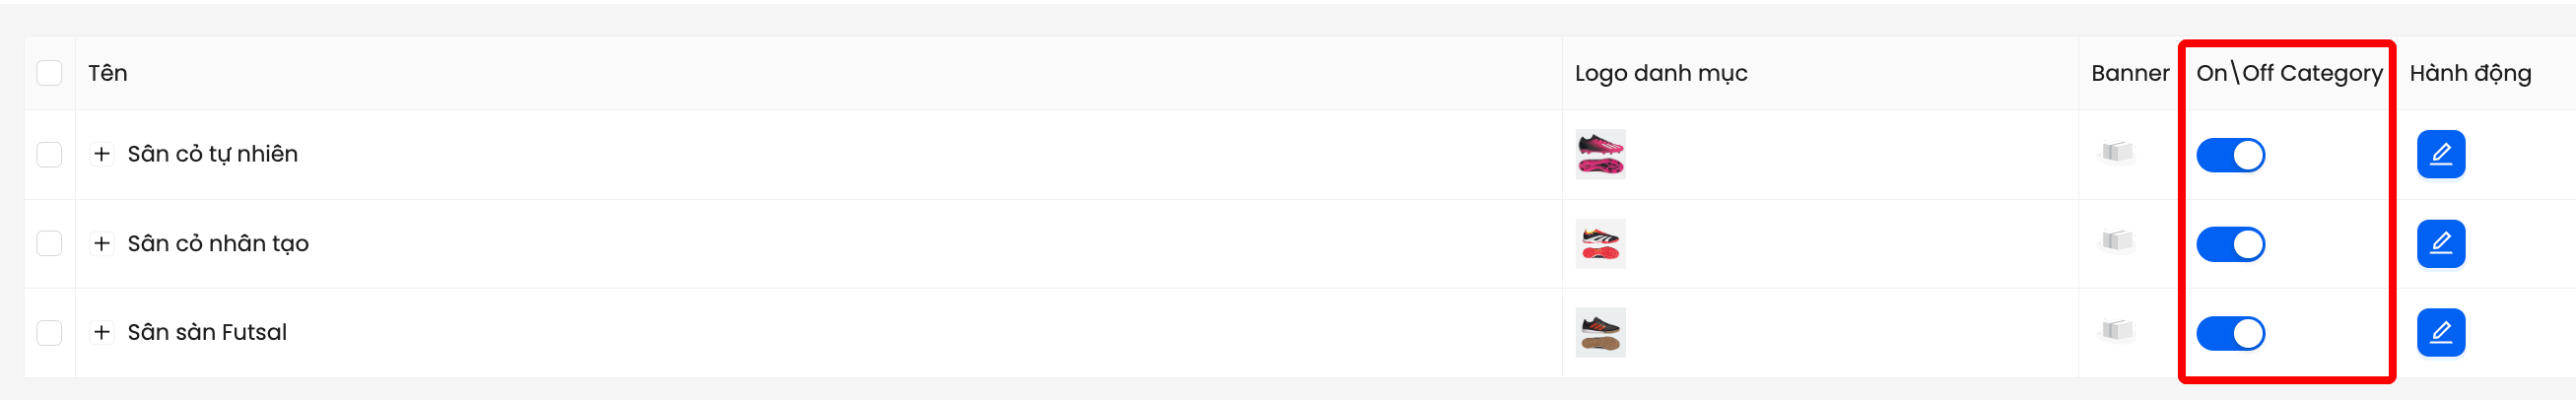 Tên Logo danh mục Banner On\Off Category Hành động
Sân cỏ tự nhiên
Sân cỏ nhân tạo
Sân sàn Futsal